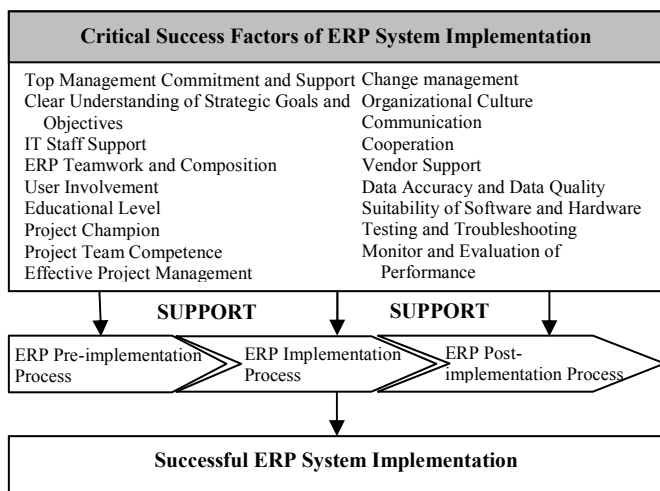 Critical Success Factors of ERP System Implementation
Top Management Commitment and Support
Clear Understanding of Strategic Goals and
Objectives
IT Staff Support
ERP Teamwork and Composition
User Involvement
Educational Level
Project Champion
Project Team Competence
Effective Project Management
Change management
Organizational Culture
Communication
Cooperation
Vendor Support
Data Accuracy and Data Quality
Suitability of Software and Hardware
Testing and Troubleshooting
Monitor and Evaluation of
Performance
SUPPORT
SUPPORT
ERP Pre-implementation
Process
ERP Implementation
Process
ERP Post-
implementation Process
Successful ERP System Implementation